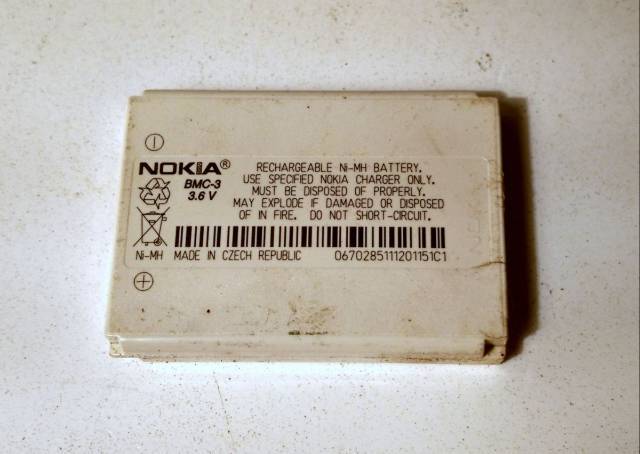 NOKIA® RECHARGEABLE Ni-MH BATTERY.
BMC-3 USE SPECIFIED NOKIA CHARGER ONLY.
3.6 V MUST BE DISPOSED OF PROPERLY.
MAY EXPLODE IF DAMAGED OR DISPOSED
OF IN FIRE. DO NOT SHORT-CIRCUIT.
Ni-MH MADE IN CZECH REPUBLIC 0670285111201151C1